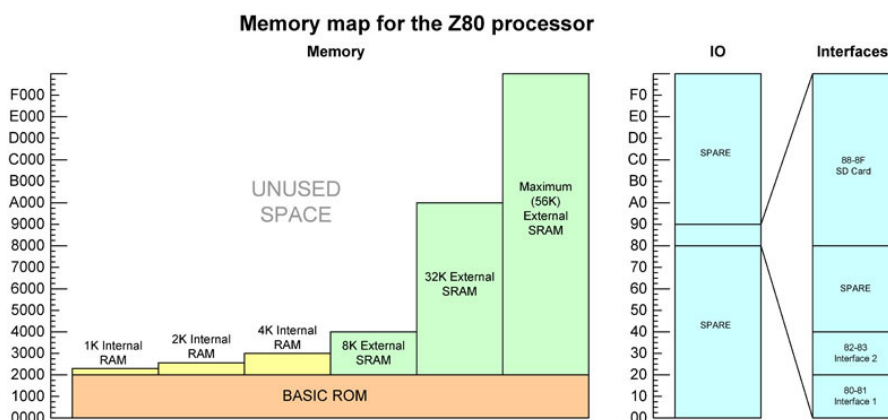 Memory map for the Z80 processor
Memory
IO
Interfaces
F000
E000
D000
C000
B000
A000
9000
8000
7000
6000
5000
4000
3000
2000
1000
0000
UNUSED
SPACE
1K Internal
RAM
2K Internal
RAM
4K Internal
RAM
8K External
SRAM
32K External
SRAM
Maximum
(56K)
External
SRAM
BASIC ROM
F0
E0
D0
C0
B0
A0
90
80
70
60
50
40
30
20
10
00
SPARE
SPARE
88-8F
SD Card
SPARE
82-83
Interface 2
80-81
Interface 1